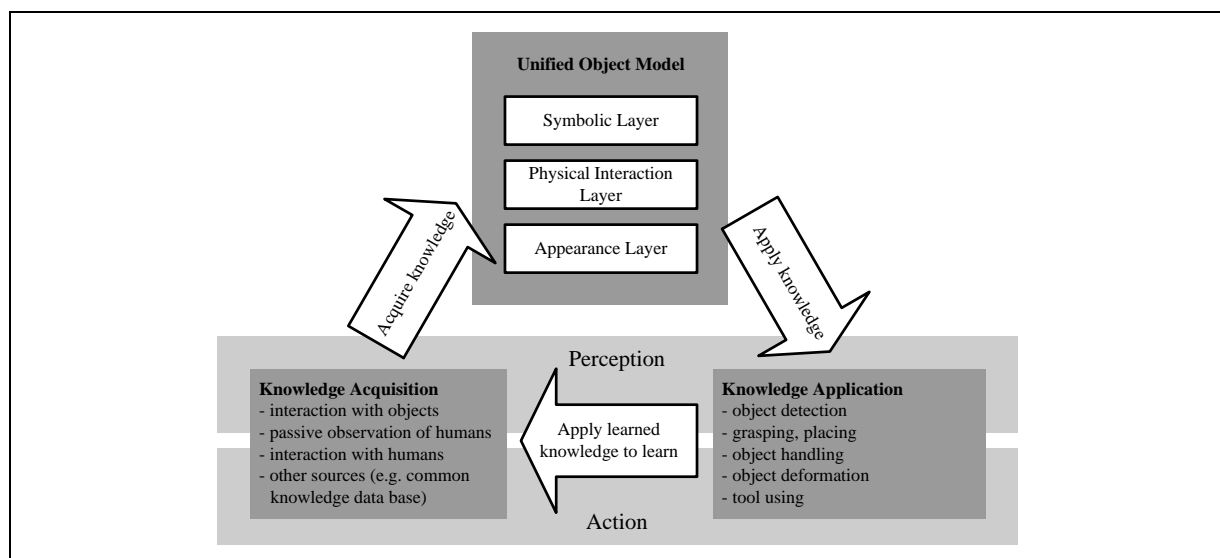 Unified Object Model
Symbolic Layer
Physical Interaction
Layer
Appearance Layer
Acquire knowledge
Apply knowledge
Perception
Knowledge Acquisition
- interaction with objects
- passive observation of humans
- interaction with humans
- other sources (e.g. common
knowledge data base)
Apply learned
knowledge to learn
Knowledge Application
- object detection
- grasping, placing
- object handling
- object deformation
- tool using
Action